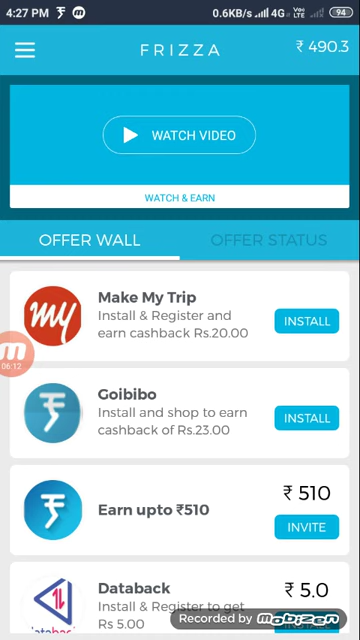 4:27 PM 0.6KB/s 4G Vo LTE 94
FRIZZA ₹ 490.3
WATCH VIDEO
WATCH & EARN
OFFER WALL OFFER STATUS
my
Make My Trip
Install & Register and
earn cashback Rs.20.00
INSTALL
06:12
Goibibo
Install and shop to earn
cashback of Rs.23.00
INSTALL
Earn upto ₹510
₹ 510
INVITE
Databack
Install & Register to get
Rs 5.00
₹ 5.0
Recorded by mobizen